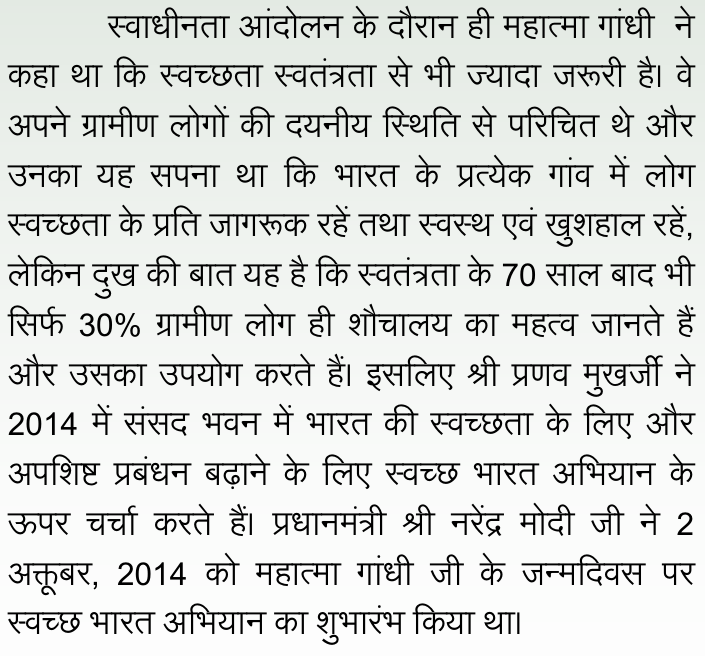 स्वाधीनता आंदोलन के दौरान ही महात्मा गांधी ने
कहा था कि स्वच्छता स्वतंत्रता से भी ज्यादा जरूरी है। वे
अपने ग्रामीण लोगों की दयनीय स्थिति से परिचित थे और
उनका यह सपना था कि भारत के प्रत्येक गांव में लोग
स्वच्छता के प्रति जागरूक रहें तथा स्वस्थ एवं खुशहाल रहें,
लेकिन दुख की बात यह है कि स्वतंत्रता के 70 साल बाद भी
सिर्फ 30% ग्रामीण लोग ही शौचालय का महत्व जानते हैं
और उसका उपयोग करते हैं। इसलिए श्री प्रणव मुखर्जी ने
2014 में संसद भवन में भारत की स्वच्छता के लिए और
अपशिष्ट प्रबंधन बढ़ाने के लिए स्वच्छ भारत अभियान के
ऊपर चर्चा करते हैं। प्रधानमंत्री श्री नरेंद्र मोदी जी ने 2
अक्तूबर, 2014 को महात्मा गांधी जी के जन्मदिवस पर
स्वच्छ भारत अभियान का शुभारंभ किया था।